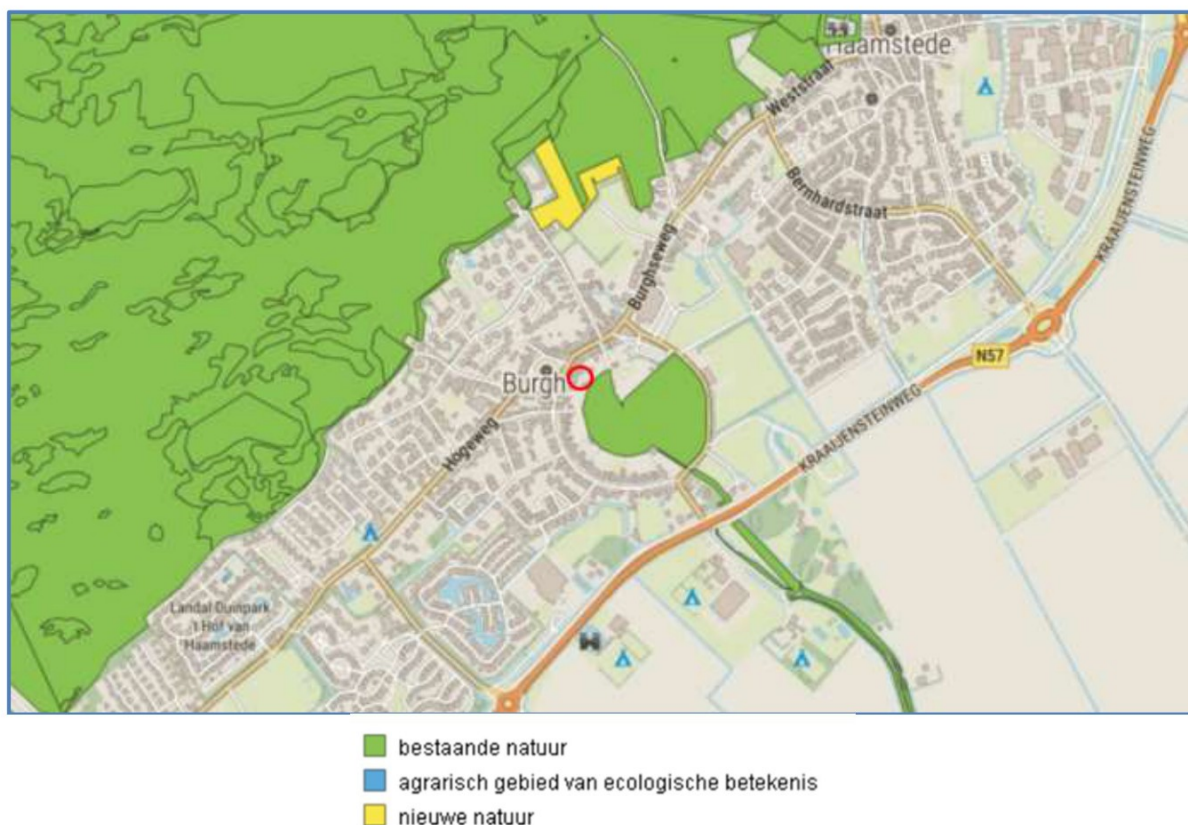 Haamstede
Weststraat
Bernhardstraat
KRAAIJENSTEINWEG
Burghseweg
N57
Burgh
KRAAIJENSTEINWEG
Hogeweg
Landal Duinpark
't Hof van
Haamstede
bestaande natuur
agrarisch gebied van ecologische betekenis
nieuwe natuur